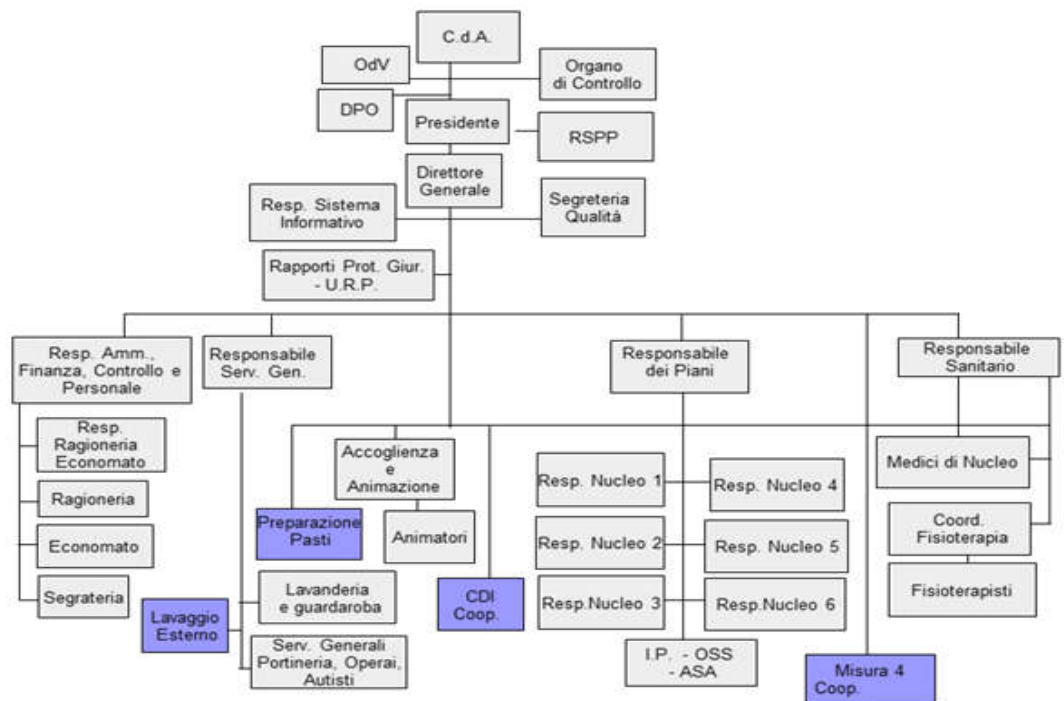 C.d.A.
OdV
Organo
di Controllo
DPO
Presidente
RSPP
Direttore
Generale
Resp. Sistema
Informativo
Segreteria
Qualità
Rapporti Prot. Giur.
- U.R.P.
Resp. Amm.,
Finanza, Controllo e
Personale
Responsabile
Serv. Gen.
Responsabile
dei Piani
Responsabile
Sanitario
Resp.
Ragioneria
Economato
Ragioneria
Economato
Segrateria
Accoglienza
e
Animazione
Preparazione
Pasti
Animatori
Resp. Nucleo 1
Resp. Nucleo 4
Resp. Nucleo 2
Resp. Nucleo 5
Resp.Nucleo 3
Resp.Nucleo 6
Medici di Nucleo
Coord.
Fisioterapia
Fisioterapisti
Lavaggio
Esterno
Lavanderia
e guardaroba
CDI
Coop.
Serv. Generali
Portineria, Operai,
Autisti
I.P. - OSS
- ASA
Misura 4
Coop.